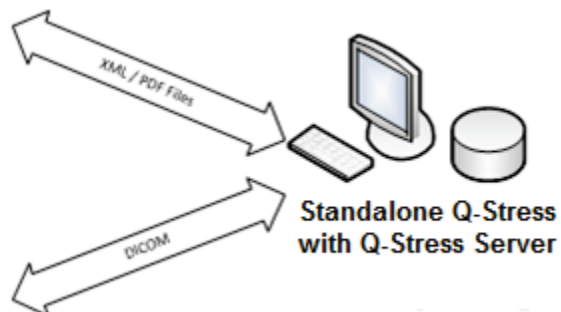 XML / PDF Files
Standalone Q-Stress
with Q-Stress Server
DICOM